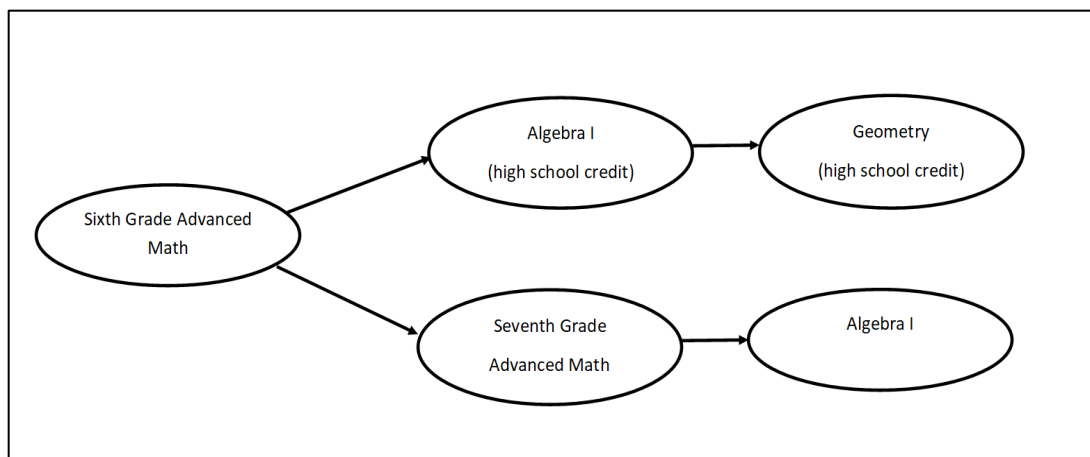 Algebra I
(high school credit)
Geometry
(high school credit)
Sixth Grade Advanced
Math
Seventh Grade
Advanced Math
Algebra I